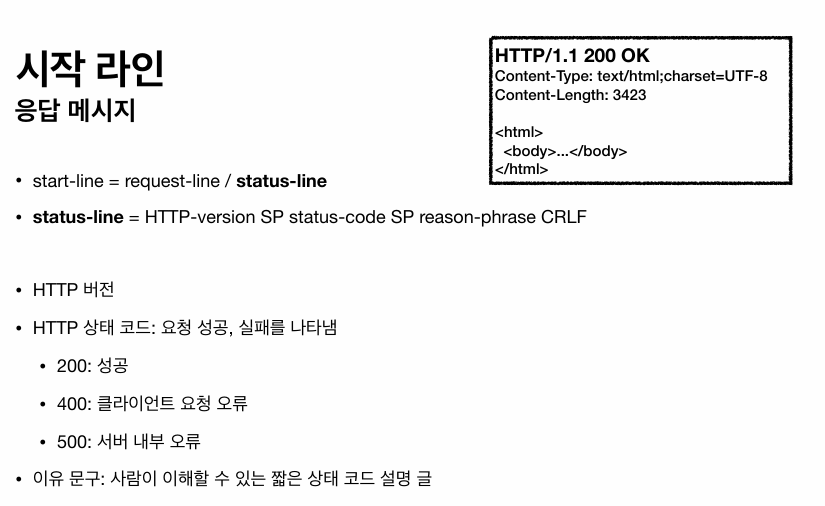 시작 라인
응답 메시지
HTTP/1.1 200 OK
Content-Type: text/html;charset=UTF-8
Content-Length: 3423
<html>
<body>...</body>
</html>
• start-line = request-line / status-line
• status-line = HTTP-version SP status-code SP reason-phrase CRLF
• HTTP 버전
• HTTP 상태 코드: 요청 성공, 실패를 나타냄
• 200: 성공
• 400: 클라이언트 요청 오류
• 500: 서버 내부 오류
• 이유 문구: 사람이 이해할 수 있는 짧은 상태 코드 설명 글